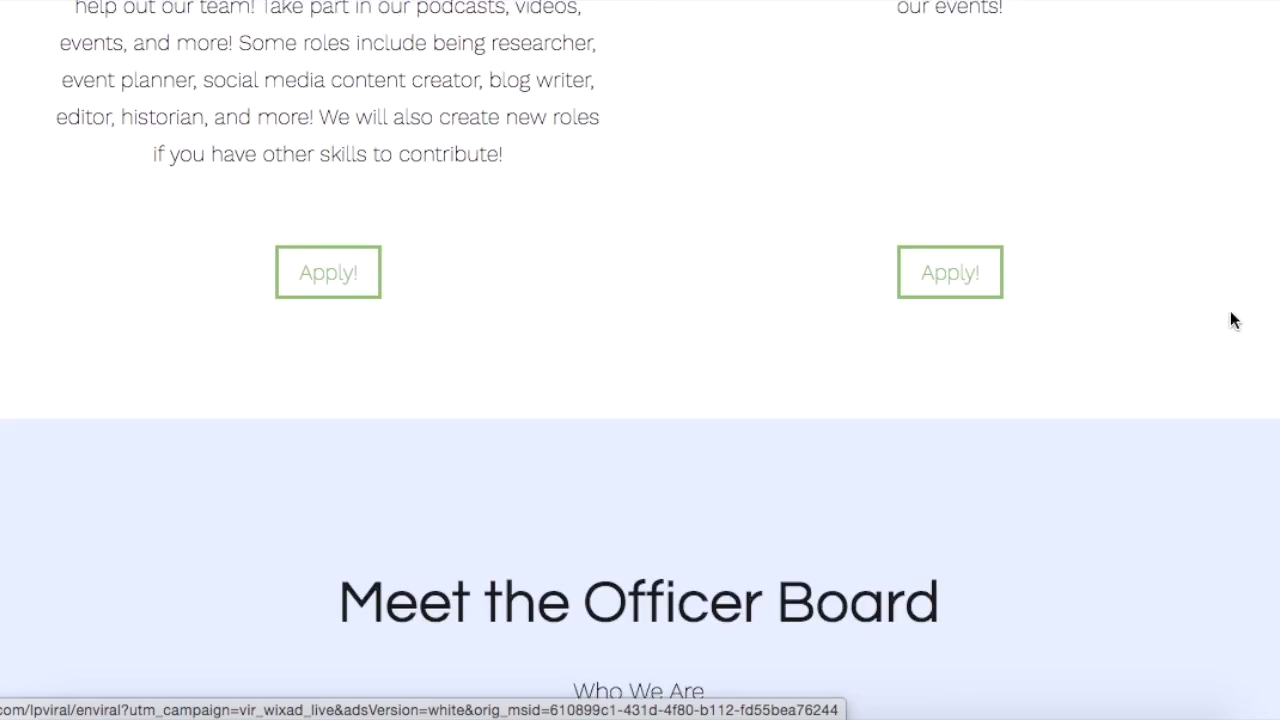 help out our team! Take part in our podcasts, videos,
events, and more! Some roles include being researcher,
event planner, social media content creator, blog writer,
editor, historian, and more! We will also create new roles
if you have other skills to contribute!
our events!
Apply!
Apply!
Meet the Officer Board
Who We Are
com/lpviral/enviral?utm_campaign=vir_wixad_live&adsVersion=white&orig_msid=610899c1-431d-4f80-b112-fd55bea76244